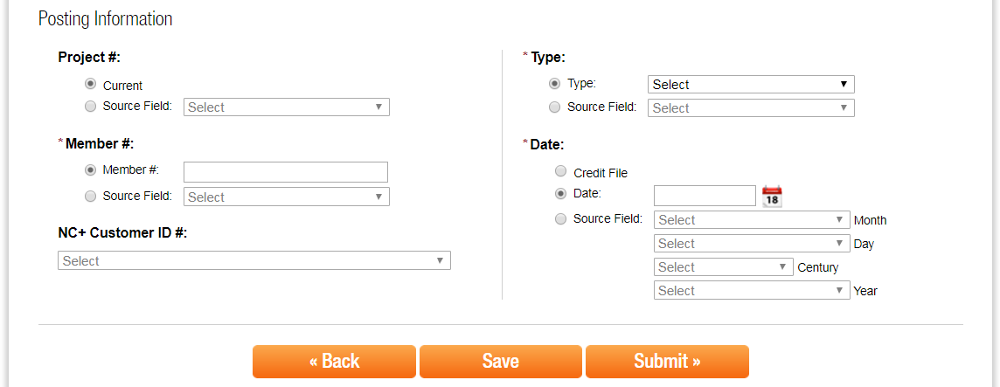 Posting Information
Project #:
Current
Source Field: Select
* Member #:
Member #:
Source Field: Select
NC+ Customer ID #:
Select
* Type:
Type: Select
Source Field: Select
* Date:
Credit File
Date: 18
Source Field: Select Month
Select Day
Select Century
Select Year
« Back Save Submit »